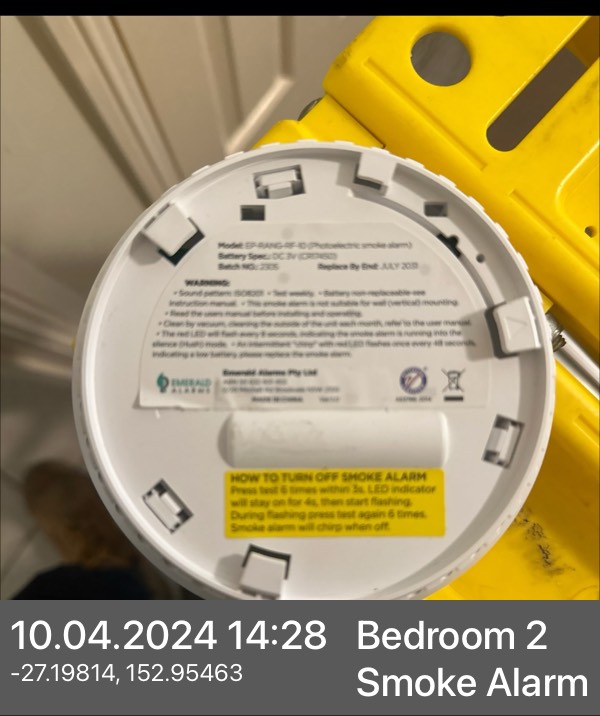 Model: EP-RANG-RF-10 (Photoelectric smoke alarm)
Battery Spec.: DC 3V (CR17450)
Batch NO.: 2305 Replace By End: JULY 2033
WARNING:
• Sound pattern: ISO8201 • Test weekly. • Battery non-replaceable-see
instruction manual. • This smoke alarm is not suitable for wall (vertical) mounting.
• Read the users manual before installing and operating.
• Clean by vacuum, cleaning the outside of the unit each month, refer to the user manual.
• The red LED will flash every 8 seconds, indicating the smoke alarm is running into the
silence (Hush) mode. • An intermittent "chirp" with red LED flashes once every 48 seconds,
indicating a low battery, please replace the smoke alarm.
EMERALD
ALARMS
Emerald Alarms Pty Ltd
MADE IN CHINA
HOW TO TURN OFF SMOKE ALARM
Press test 6 times within 3s. LED indicator
will stay on for 4s, then start flashing.
During flashing press test again 6 times.
Smoke alarm will chirp when off.
10.04.2024 14:28
-27.19814, 152.95463
Bedroom 2
Smoke Alarm